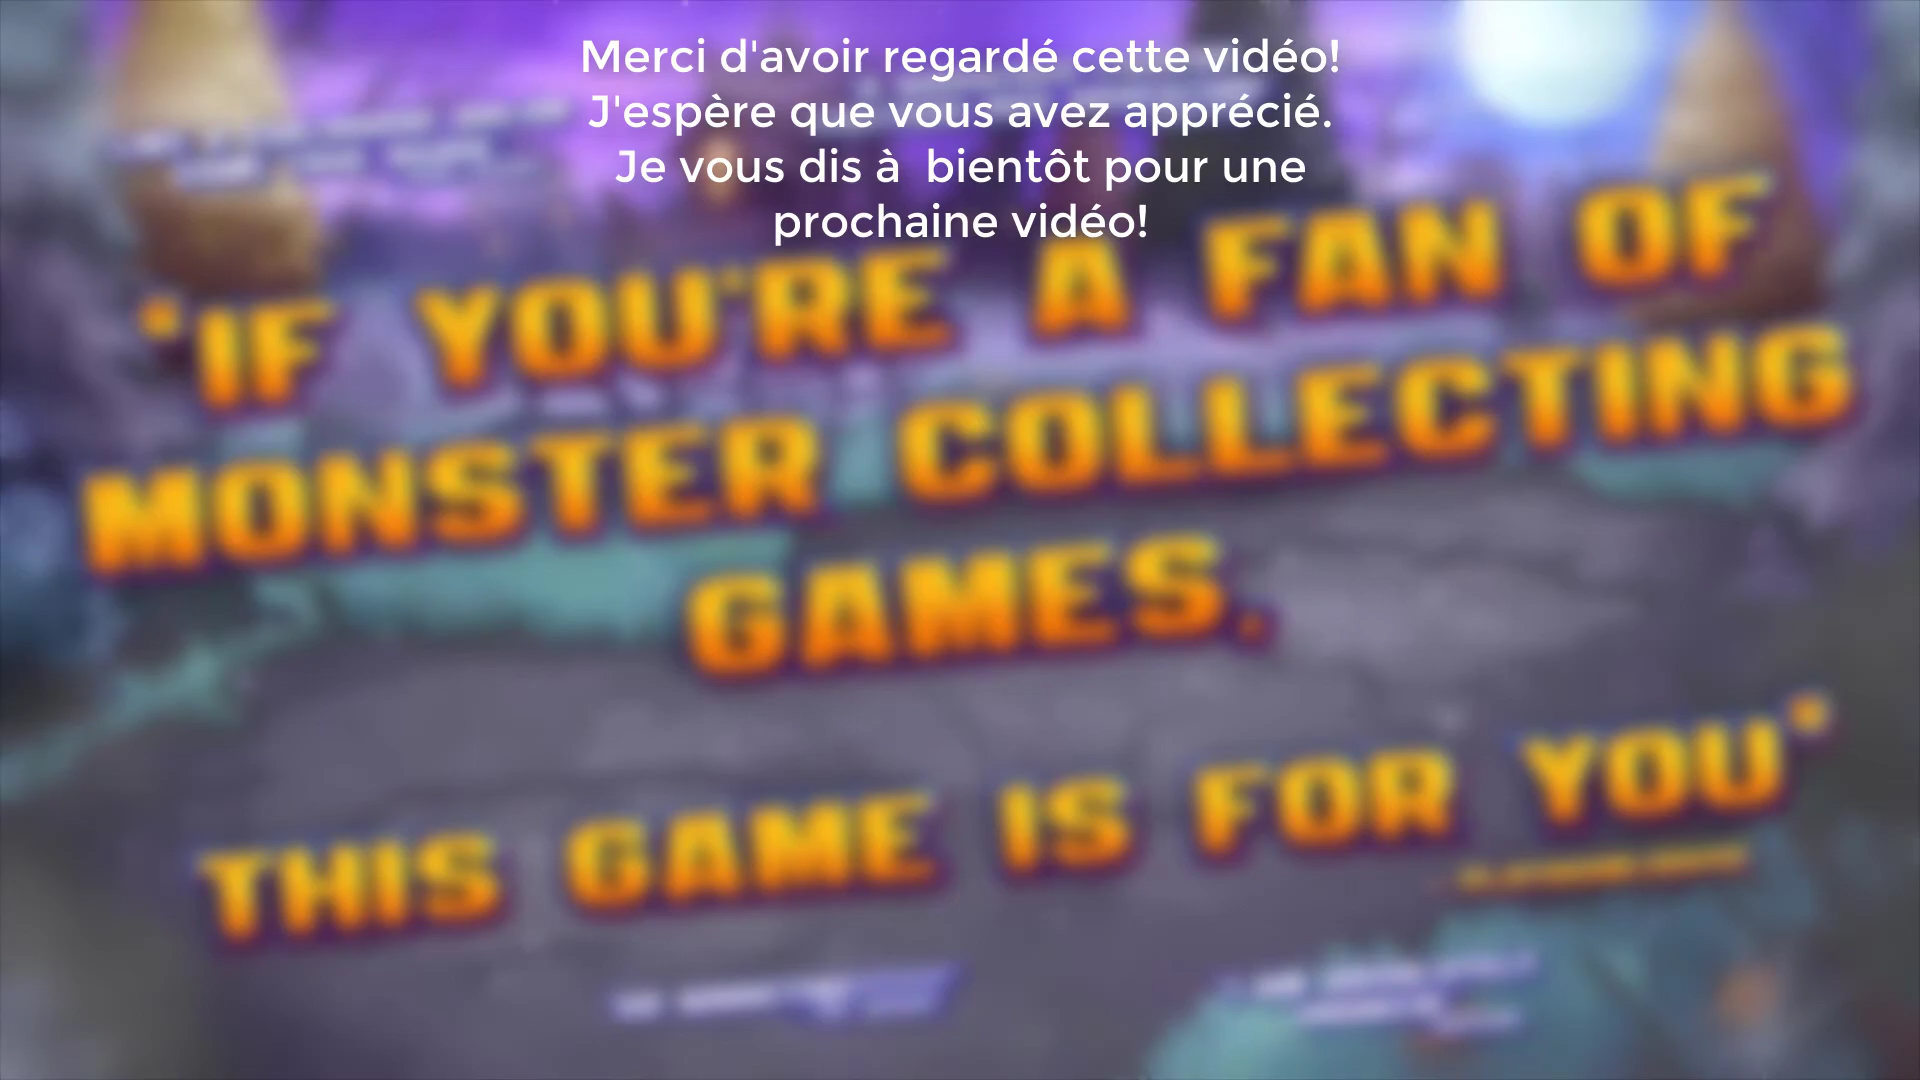 Merci d'avoir regardé cette vidéo!
J'espère que vous avez apprécié.
Je vous dis à  bientôt pour une
prochaine vidéo!
"IF YOU'RE A FAN OF
MONSTER COLLECTING
GAMES,
THIS GAME IS FOR YOU"